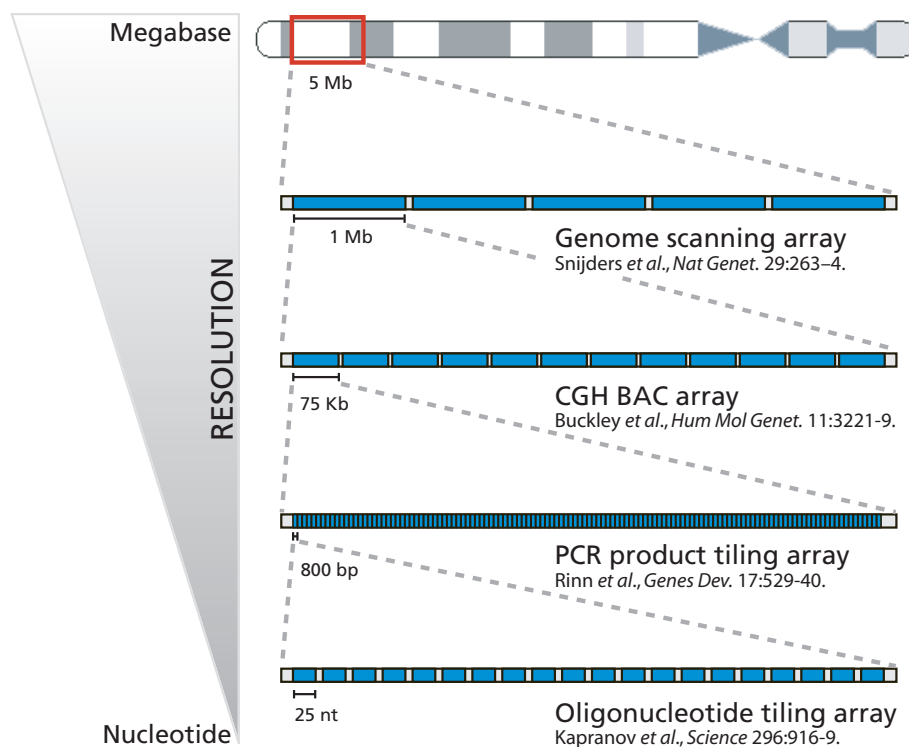 Megabase
5 Mb
1 Mb
Genome scanning array
Snijders et al., Nat Genet. 29:263–4.
RESOLUTION
75 Kb
CGH BAC array
Buckley et al., Hum Mol Genet. 11:3221-9.
800 bp
PCR product tiling array
Rinn et al., Genes Dev. 17:529-40.
25 nt
Oligonucleotide tiling array
Kapranov et al., Science 296:916-9.
Nucleotide